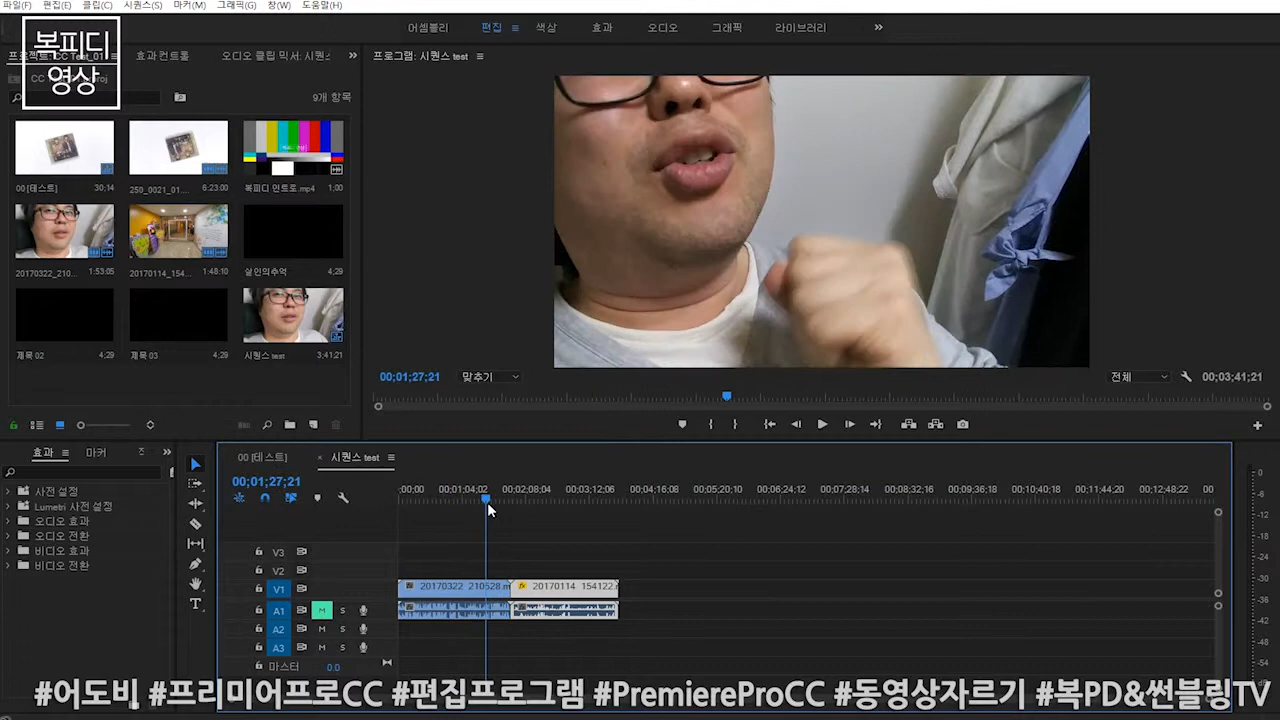 파일(F) 편집(E) 클립(C) 시퀀스(S) 마커(M) 그래픽(G) 창(W) 도움말(H)
어셈블리 편집 색상 효과 오디오 그래픽 라이브러리
복피디
영상
효과 컨트롤 오디오 클립 믹서: 시퀀스
프로그램: 시퀀스 test
9개 항목
00 [테스트] 30:14 250_0021_01... 6:23:00 복피디 인트로.mp4 1:00
20170322_210... 1:53:05 20170114_154... 1:48:10 살인의추억 4:29
제목 02 4:29 제목 03 4:29 시퀀스 test 3:41:21
00;01;27;21 맞추기 전체 00;03;41;21
효과 마커
사전 설정
Lumetri 사전 설정
오디오 효과
오디오 전환
비디오 효과
비디오 전환
00 [테스트] 시퀀스 test
00;01;27;21
;00;00 00;01;04;02 00;02;08;04 00;03;12;06 00;04;16;08 00;05;20;10 00;06;24;12 00;07;28;14 00;08;32;16 00;09;36;18 00;10;40;18 00;11;44;20 00;12;48;22 00
V3
V2
V1 20170322_210528.m 20170114_154122.
A1 M S
A2 M S
A3 M S
마스터 0.0
0
-6
-12
-18
-24
-30
-36
-42
-48
-54
#어도비 #프리미어프로CC #편집프로그램 #PremiereProCC #동영상자르기 #복PD&썬블링TV